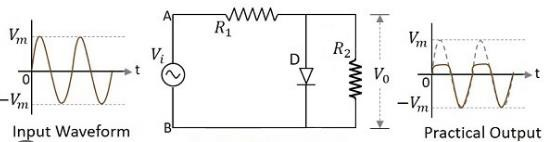 V_m
0
t
-V_m
Input Waveform
A
R_1
V_i
D
R_2
V_0
B
V_m
0
t
-V_m
Practical Output